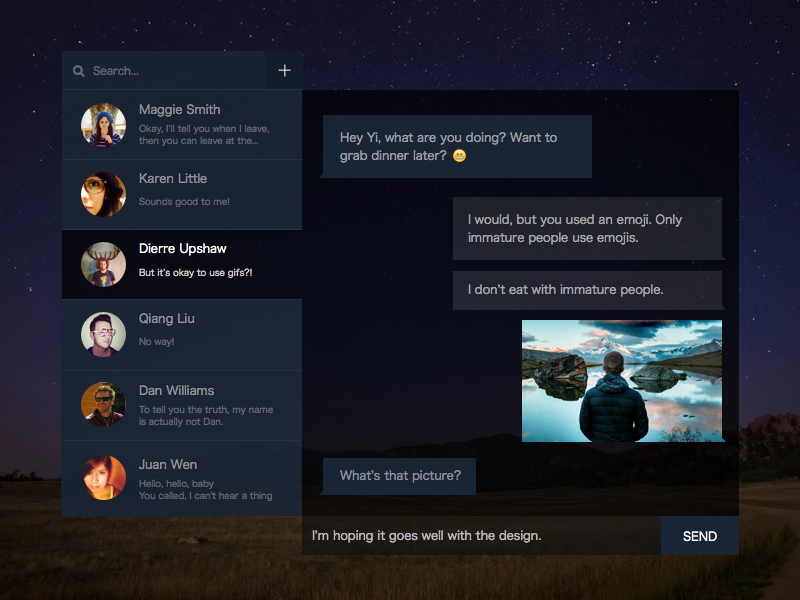 Search...
+
Maggie Smith
Okay, I'll tell you when I leave,
then you can leave at the...
Karen Little
Sounds good to me!
Dierre Upshaw
But it's okay to use gifs?!
Qiang Liu
No way!
Dan Williams
To tell you the truth, my name
is actually not Dan.
Juan Wen
Hello, hello, baby
You called, I can't hear a thing
Hey Yi, what are you doing? Want to
grab dinner later? 😁
I would, but you used an emoji. Only
immature people use emojis.
I don't eat with immature people.
What's that picture?
I'm hoping it goes well with the design.
SEND